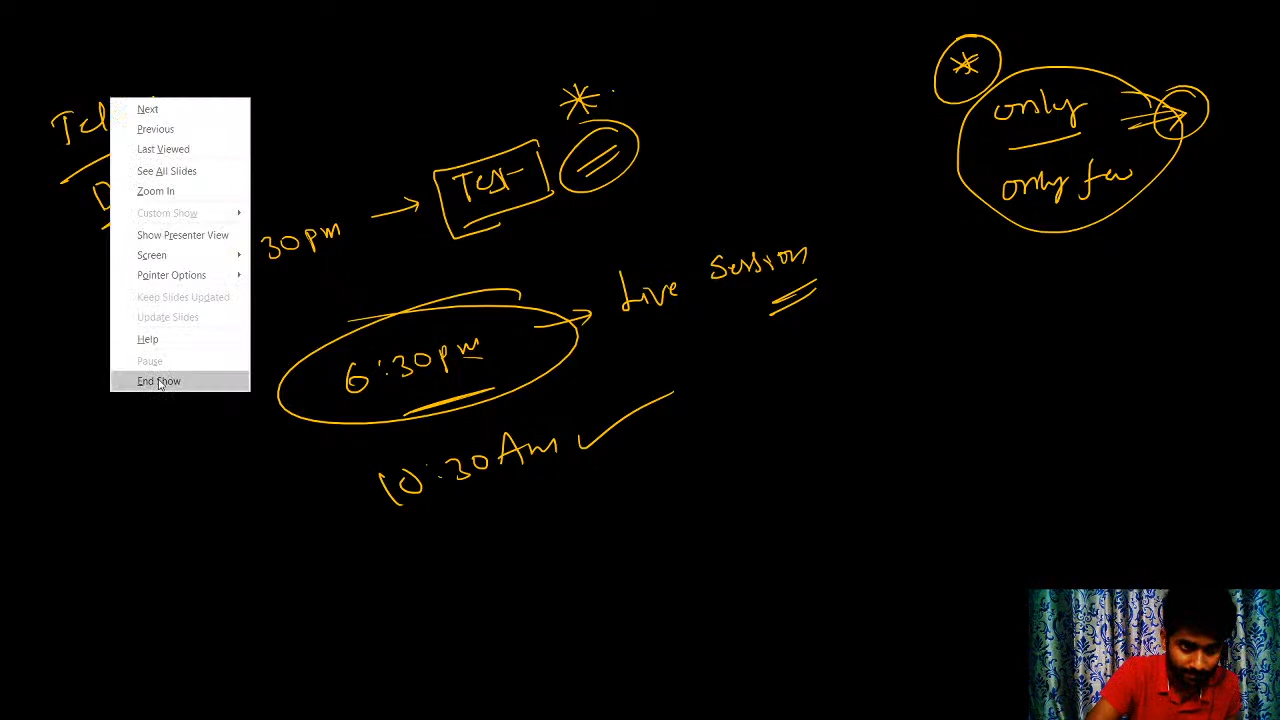 *
only
only few
*
Tel
Test
30pm
Live Session
6:30pm
10:30Am
Next
Previous
Last Viewed
See All Slides
Zoom In
Custom Show
Show Presenter View
Screen
Pointer Options
Keep Slides Updated
Update Slides
Help
Pause
End Show